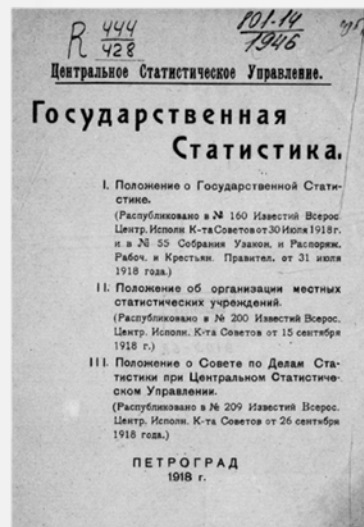 R 444
428
801-14
1946
Центральное Статистическое Управление.
Государственная
Статистика.
I. Положение о Государственной Стати-
стике.
(Распубликовано в № 160 Известий Всерос.
Центр. Исполн К-та Советов от 30 Июля 1918 г.
и в № 55 Собрания Узакон. и Распоряж.
Рабоч. и Крестьян. Правител. от 31 июля
1918 года.)
II. Положение об организации местных
статистических учреждений.
(Распубликовано в № 200 Известий Всерос.
Центр. Исполн. К-та Советов от 15 сентября
1918 г.)
III. Положение о Совете по Делам Ста-
тистики при Центральном Статистиче-
ском Управлении.
(Распубликовано в № 209 Известий Всерос.
Центр. Исполн. К-та Советов от 26 сентября
1918 года.)
ПЕТРОГРАД
1918 г.